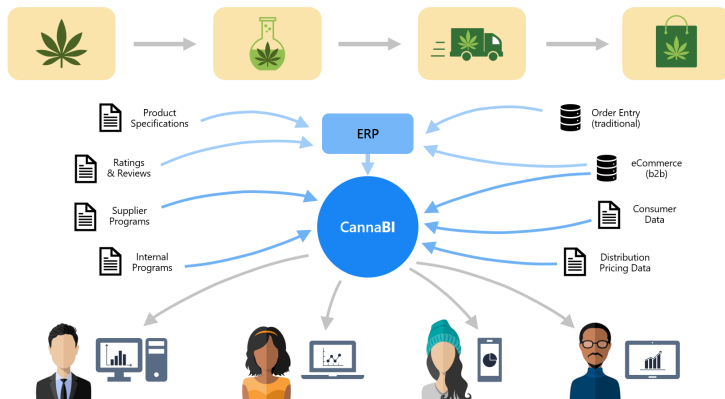 Product
Specifications
Ratings
& Reviews
Supplier
Programs
Internal
Programs
ERP
CannaBI
Order Entry
(traditional)
eCommerce
(b2b)
Consumer
Data
Distribution
Pricing Data